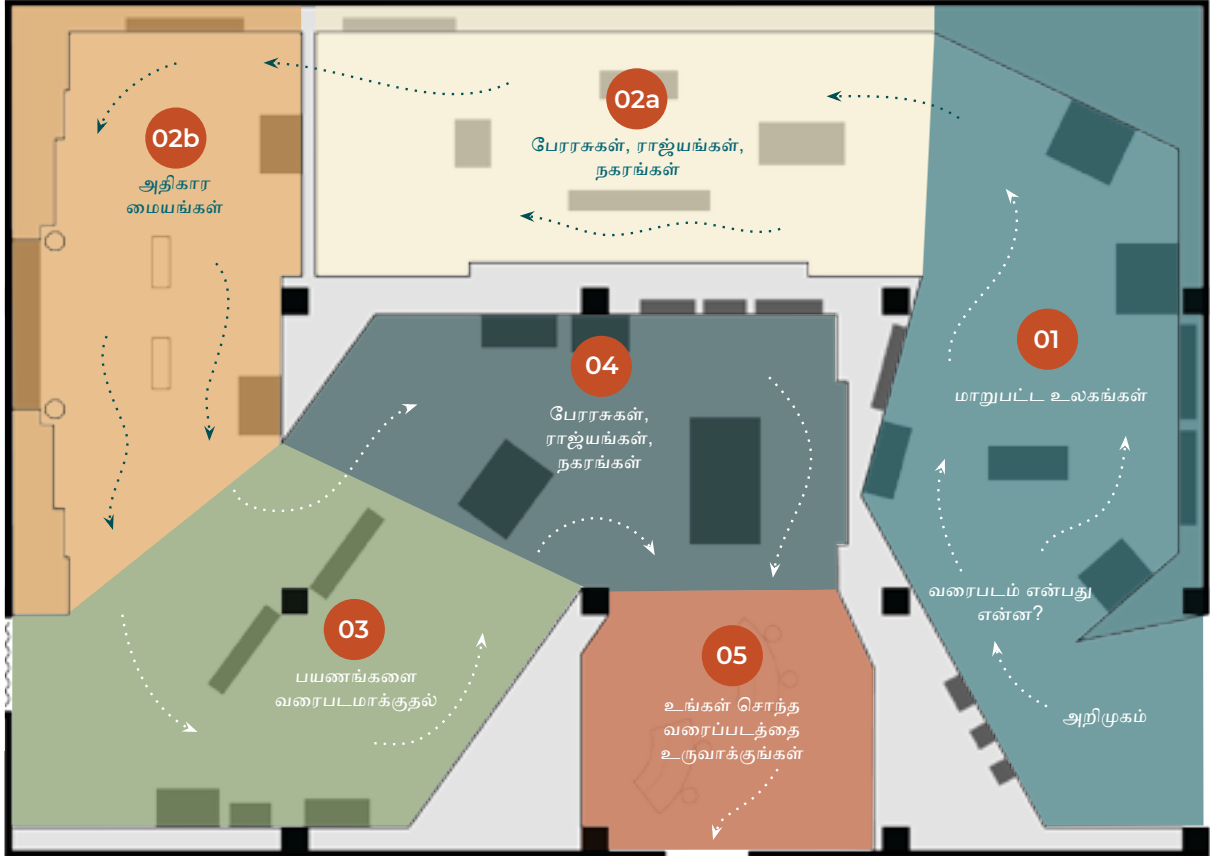 02a
பேரரசுகள், ராஜ்யங்கள்,
நகரங்கள்
02b
அதிகார
மையங்கள்
01
மாறுபட்ட உலகங்கள்
04
பேரரசுகள்,
ராஜ்யங்கள்,
நகரங்கள்
வரைபடம் என்பது
என்ன?
03
பயணங்களை
வரைபடமாக்குதல்
05
உங்கள் சொந்த
வரைப்படத்தை
உருவாக்குங்கள்
அறிமுகம்